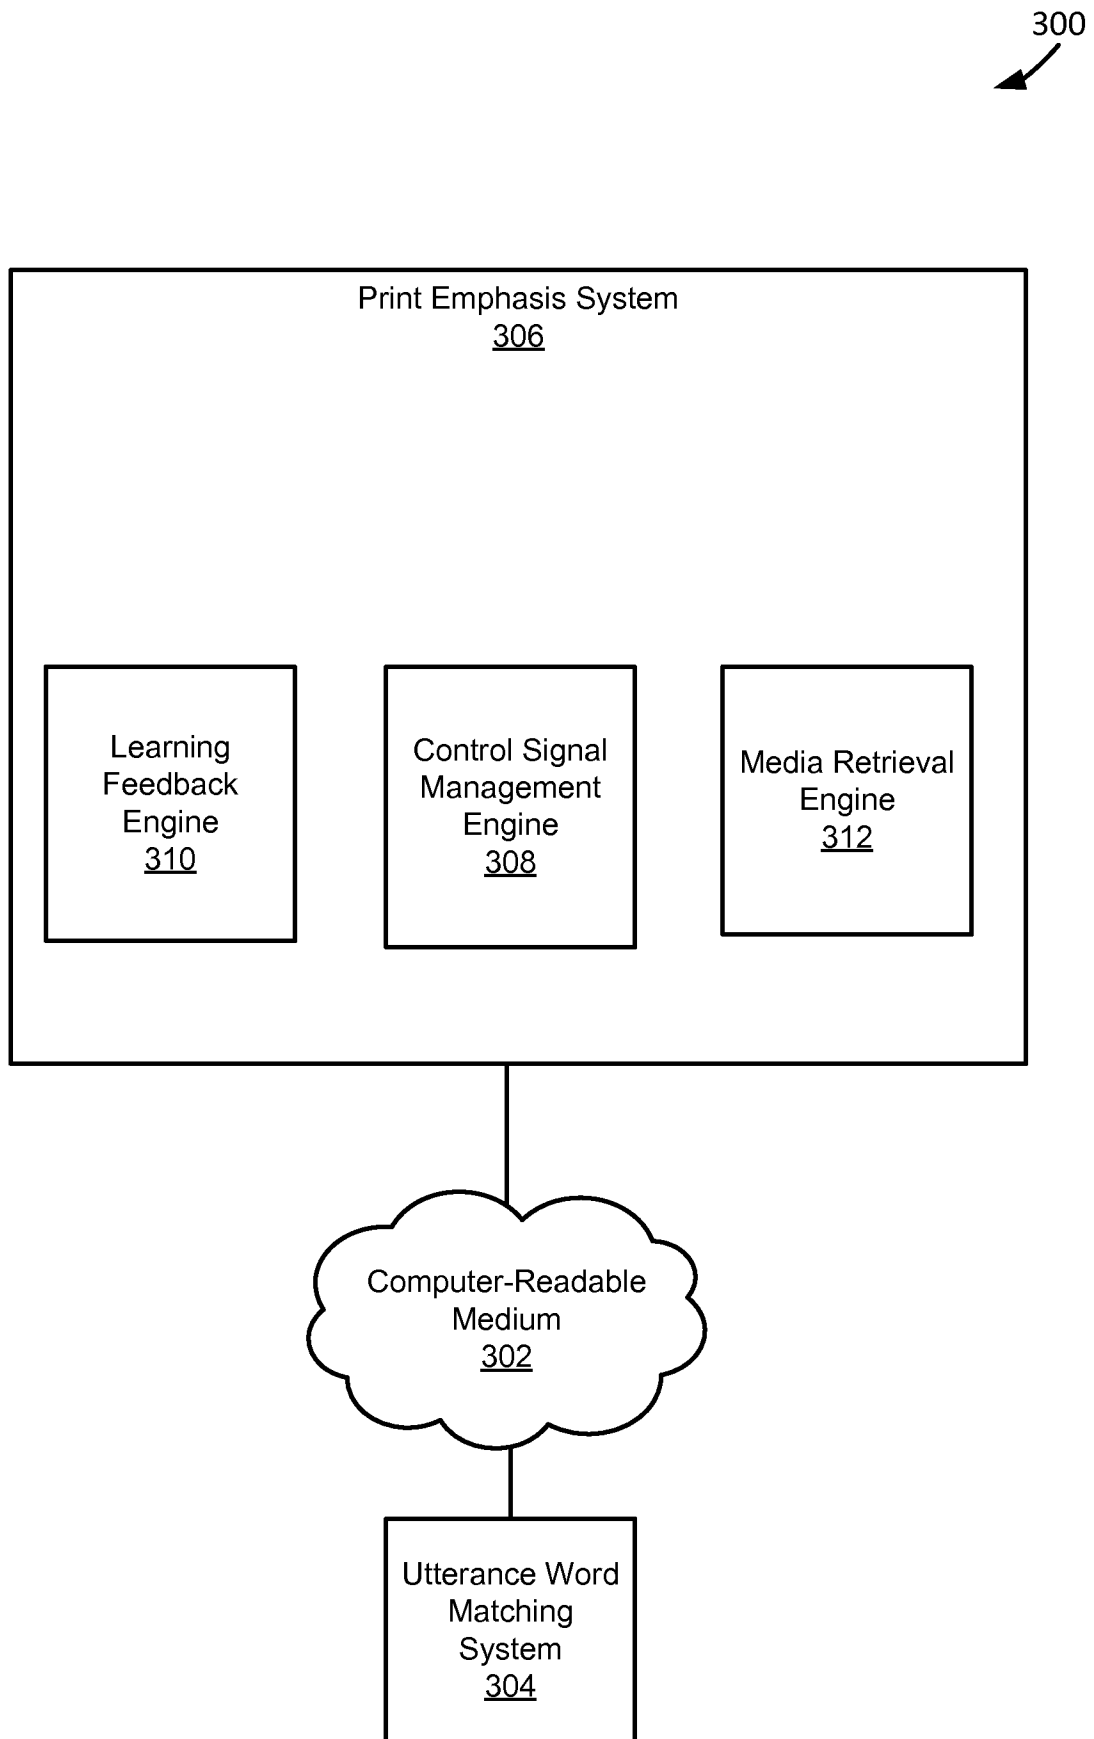 300
Print Emphasis System
306
Learning
Feedback
Engine
310
Control Signal
Management
Engine
308
Media Retrieval
Engine
312
Computer-Readable
Medium
302
Utterance Word
Matching
System
304